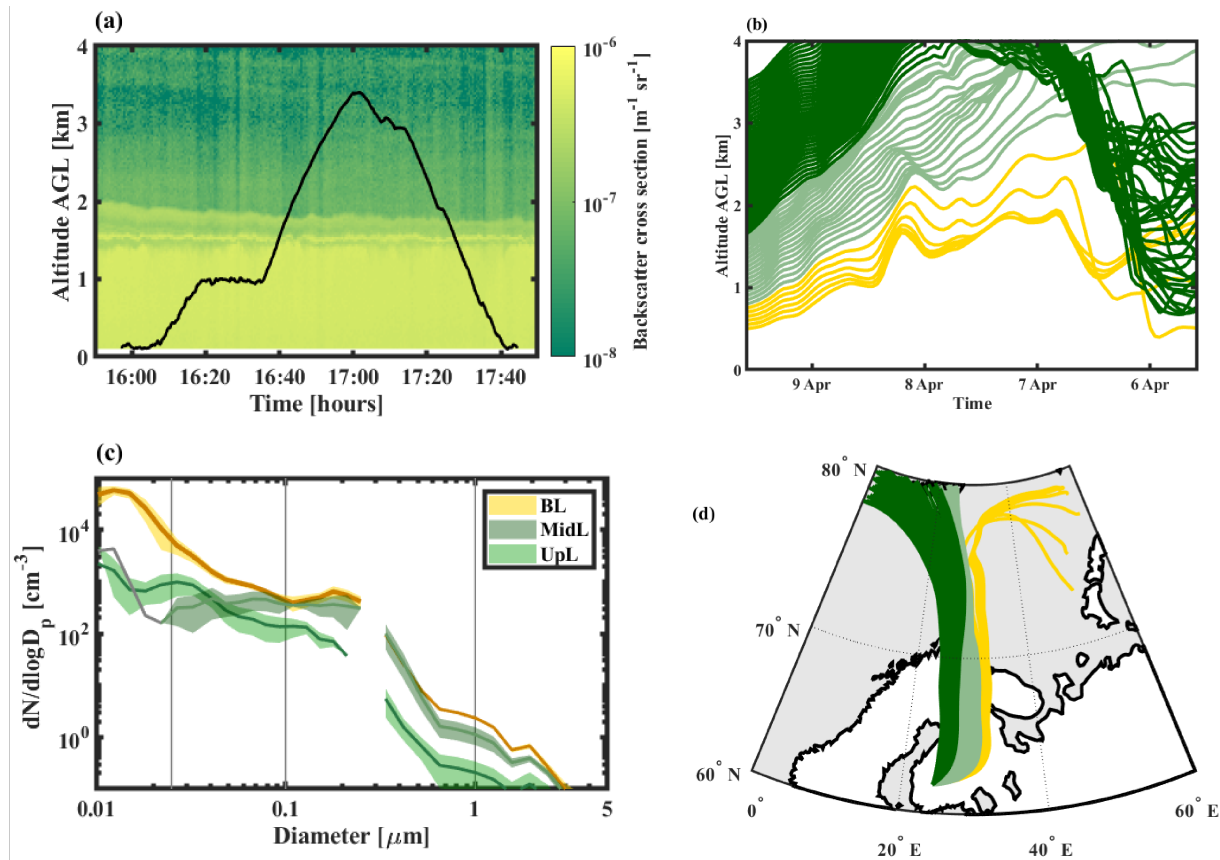 (a)
4
3
2
1
0
Altitude AGL [km]
16:00 16:20 16:40 17:00 17:20 17:40
Time [hours]
10^-6
10^-7
10^-8
Backscatter cross section [m^-1 sr^-1]
(b)
4
3
2
1
0
Altitude AGL [km]
9 Apr 8 Apr 7 Apr 6 Apr
Time
(c)
10^4
10^2
10^0
dN/dlogD_p [cm^-3]
BL
MidL
UpL
0.01 0.1 1 5
Diameter [μm]
(d)
80° N
70° N
60° N
0°
20° E
40° E
60° E